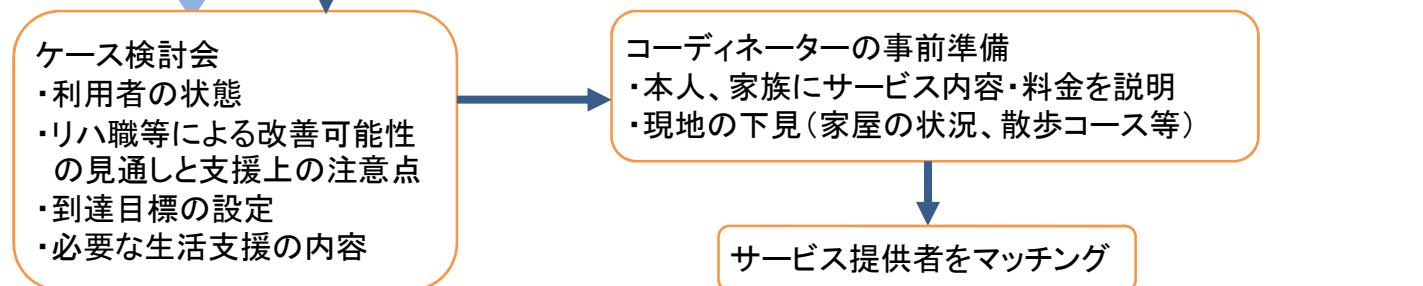 ケース検討会
・利用者の状態
・リハ職等による改善可能性
の見通しと支援上の注意点
・到達目標の設定
・必要な生活支援の内容
コーディネーターの事前準備
・本人、家族にサービス内容・料金を説明
・現地の下見（家屋の状況、散歩コース等）
サービス提供者をマッチング